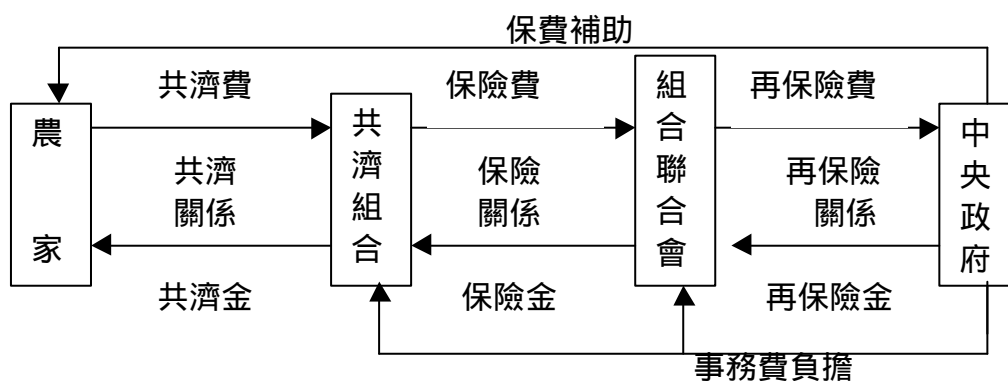 保費補助
共濟費
保險費
再保險費
農家
共濟組合
組合聯合會
中央政府
共濟
關係
保險
關係
再保險
關係
共濟金
保險金
再保險金
事務費負擔